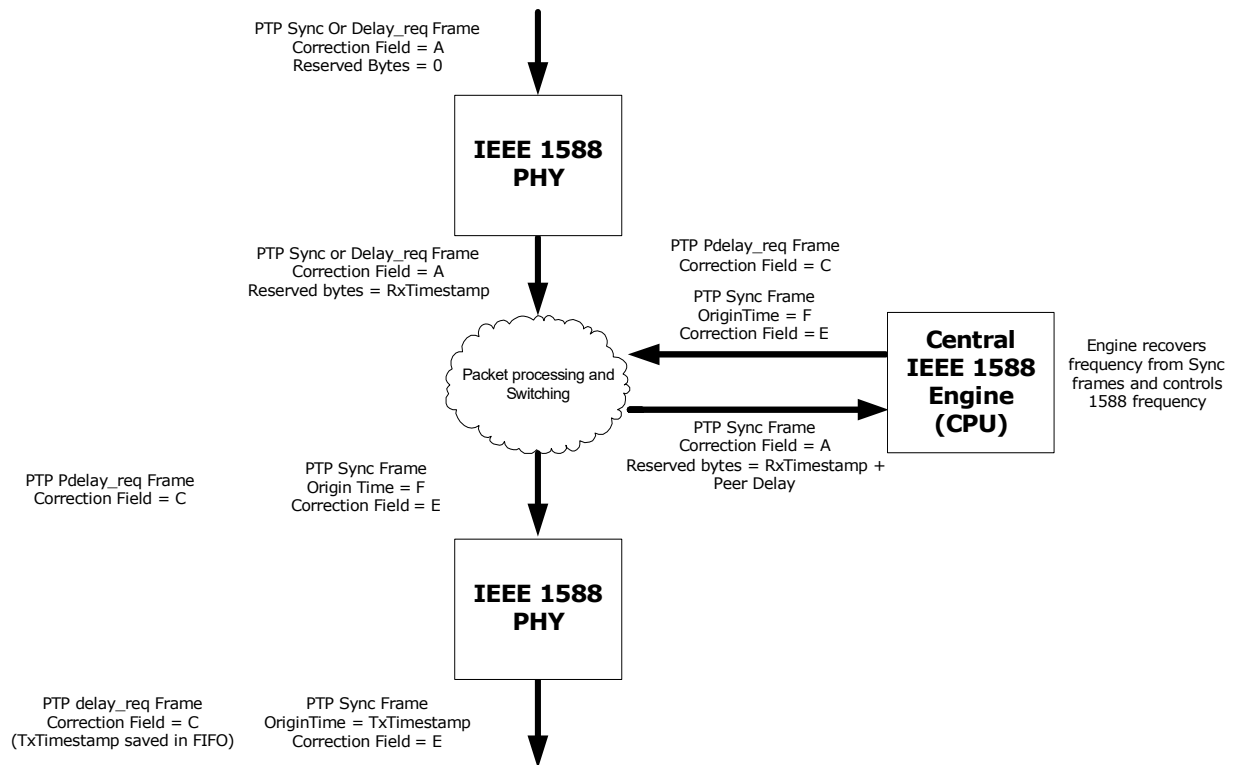 PTP Sync Or Delay_req Frame
Correction Field = A
Reserved Bytes = 0
IEEE 1588
PHY
PTP Sync or Delay_req Frame
Correction Field = A
Reserved bytes = RxTimestamp
PTP Pdelay_req Frame
Correction Field = C
PTP Sync Frame
OriginTime = F
Correction Field = E
Central
IEEE 1588
Engine
(CPU)
Engine recovers
frequency from Sync
frames and controls
1588 frequency
Packet processing and
Switching
PTP Sync Frame
Correction Field = A
Reserved bytes = RxTimestamp +
Peer Delay
PTP Pdelay_req Frame
Correction Field = C
PTP Sync Frame
Origin Time = F
Correction Field = E
IEEE 1588
PHY
PTP delay_req Frame
Correction Field = C
(TxTimestamp saved in FIFO)
PTP Sync Frame
OriginTime = TxTimestamp
Correction Field = E